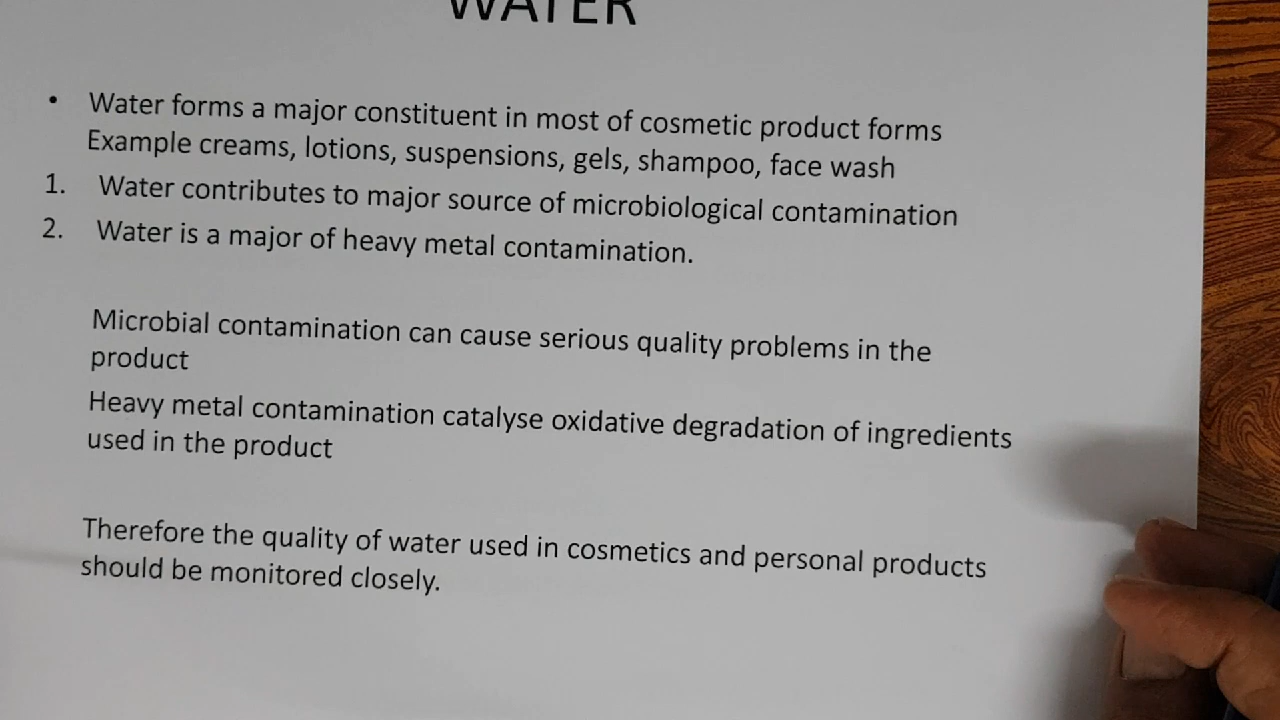 WATER
• Water forms a major constituent in most of cosmetic product forms
Example creams, lotions, suspensions, gels, shampoo, face wash
1. Water contributes to major source of microbiological contamination
2. Water is a major of heavy metal contamination.
Microbial contamination can cause serious quality problems in the
product
Heavy metal contamination catalyse oxidative degradation of ingredients
used in the product
Therefore the quality of water used in cosmetics and personal products
should be monitored closely.